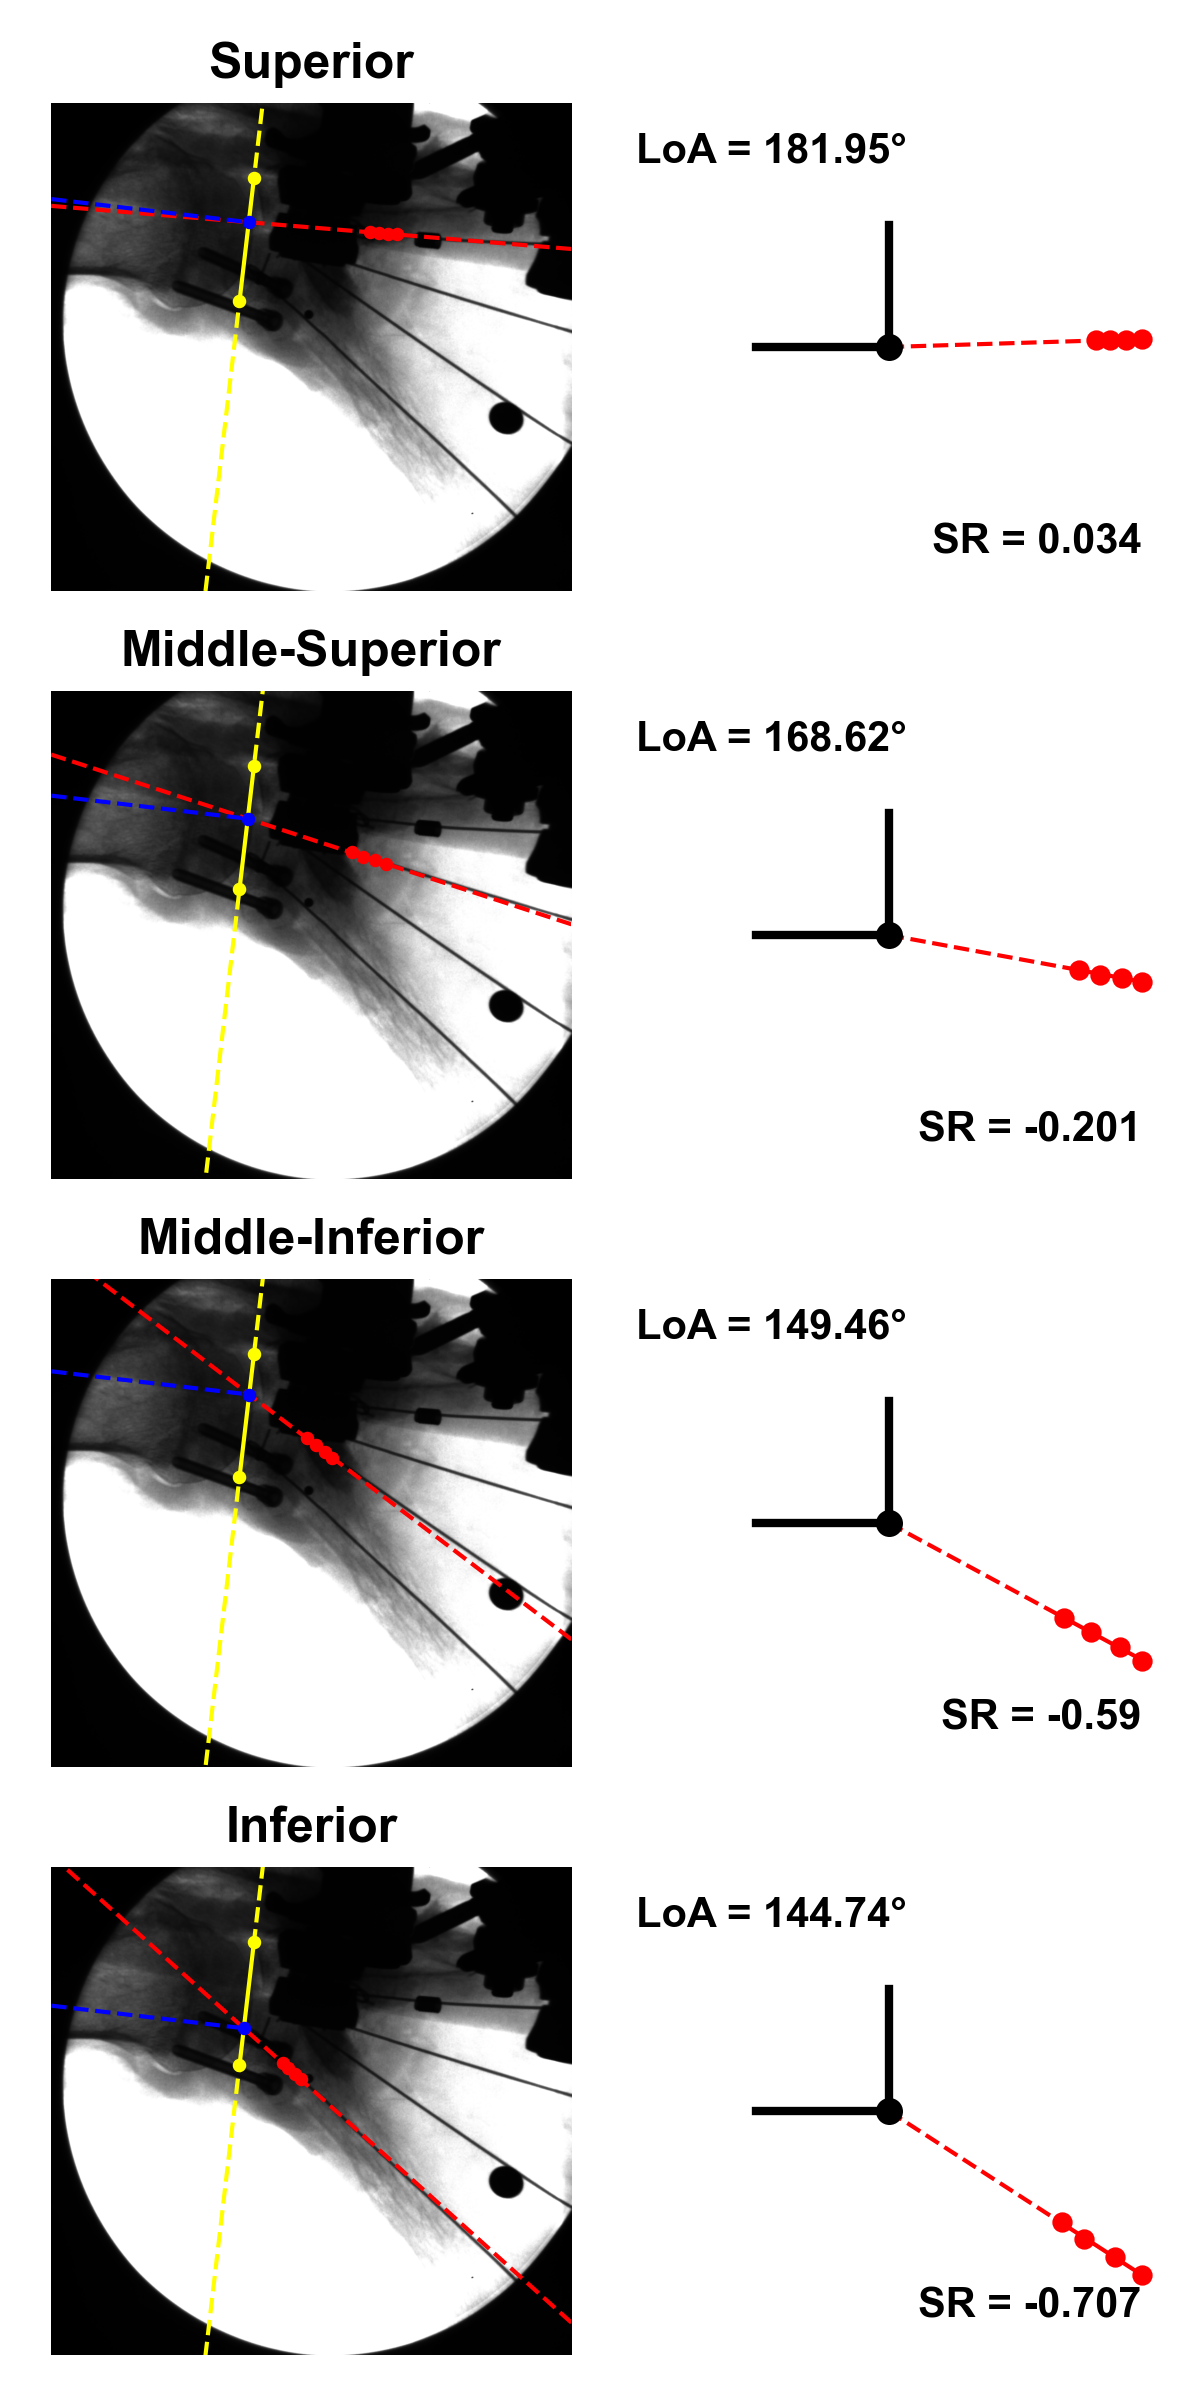 Superior
LoA = 181.95°
SR = 0.034
Middle-Superior
LoA = 168.62°
SR = -0.201
Middle-Inferior
LoA = 149.46°
SR = -0.59
Inferior
LoA = 144.74°
SR = -0.707